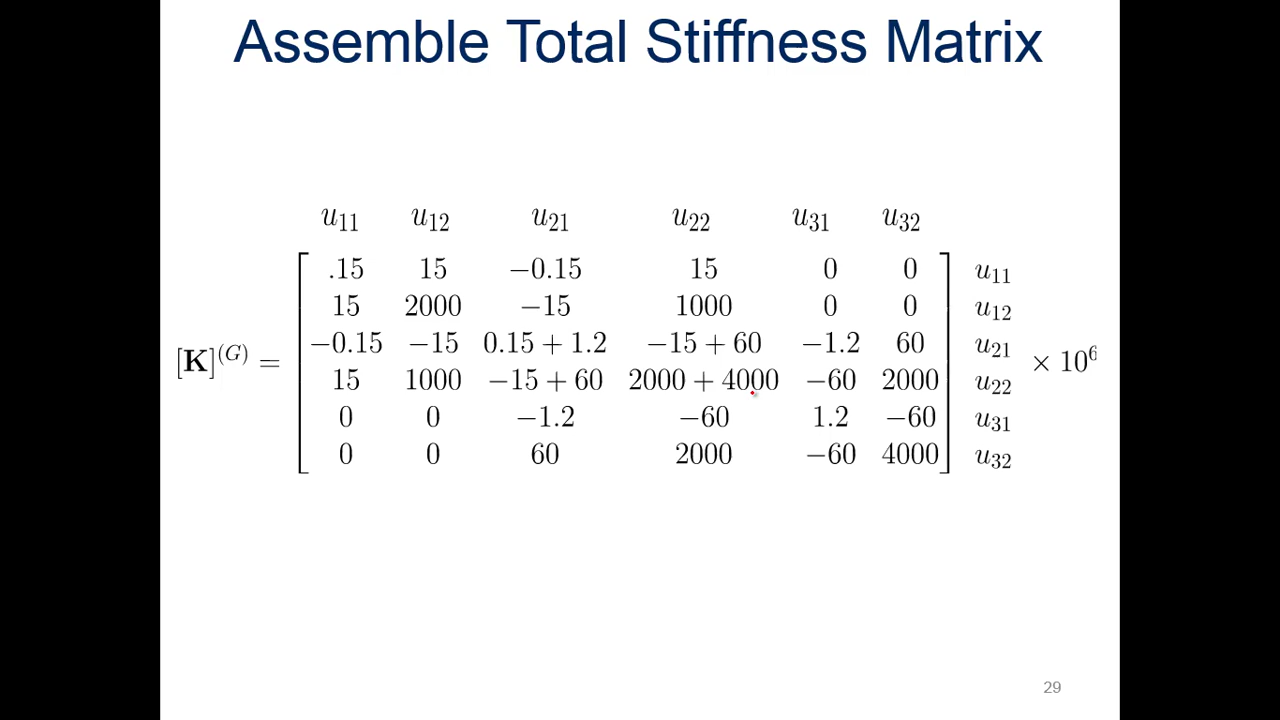 Assemble Total Stiffness Matrix
u₁₁ u₁₂ u₂₁ u₂₂ u₃₁ u₃₂
.15 15 −0.15 15 0 0 u₁₁
15 2000 −15 1000 0 0 u₁₂
−0.15 −15 0.15 + 1.2 −15 + 60 −1.2 60 u₂₁
[K]⁽ᴳ⁾ = × 10⁶
15 1000 −15 + 60 2000 + 4000 −60 2000 u₂₂
0 0 −1.2 −60 1.2 −60 u₃₁
0 0 60 2000 −60 4000 u₃₂
29